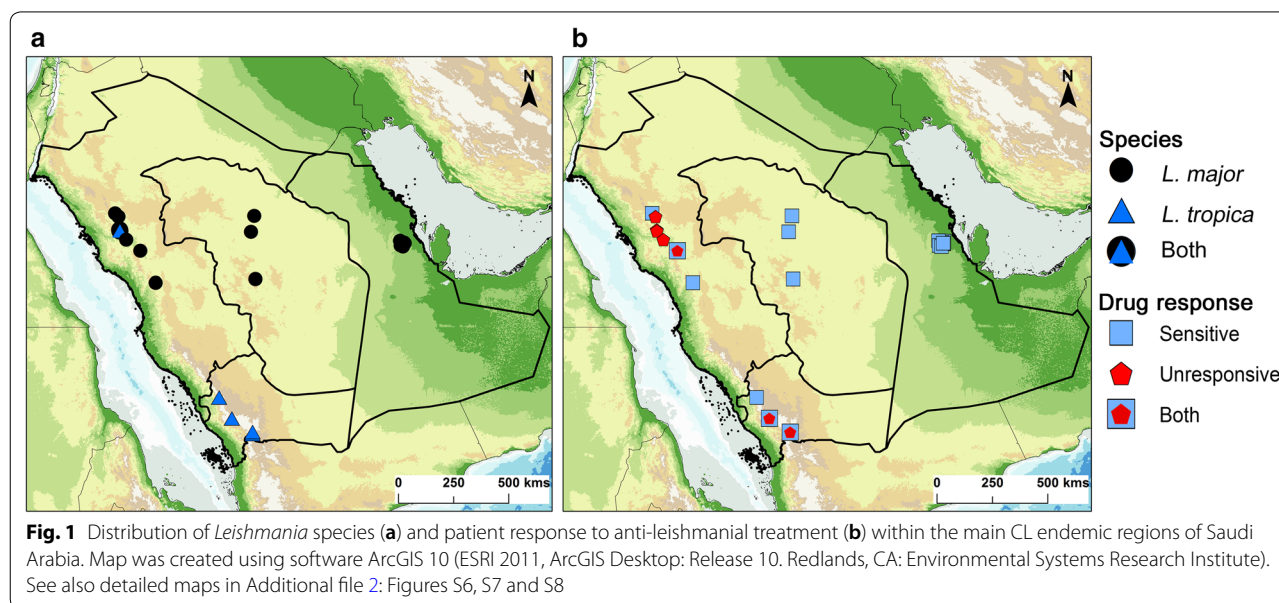 a
b
N
N
Species
L. major
L. tropica
Both
Drug response
Sensitive
Unresponsive
Both
0 250 500 kms
0 250 500 kms
Fig. 1 Distribution of Leishmania species (a) and patient response to anti-leishmanial treatment (b) within the main CL endemic regions of Saudi
Arabia. Map was created using software ArcGIS 10 (ESRI 2011, ArcGIS Desktop: Release 10. Redlands, CA: Environmental Systems Research Institute).
See also detailed maps in Additional file 2: Figures S6, S7 and S8